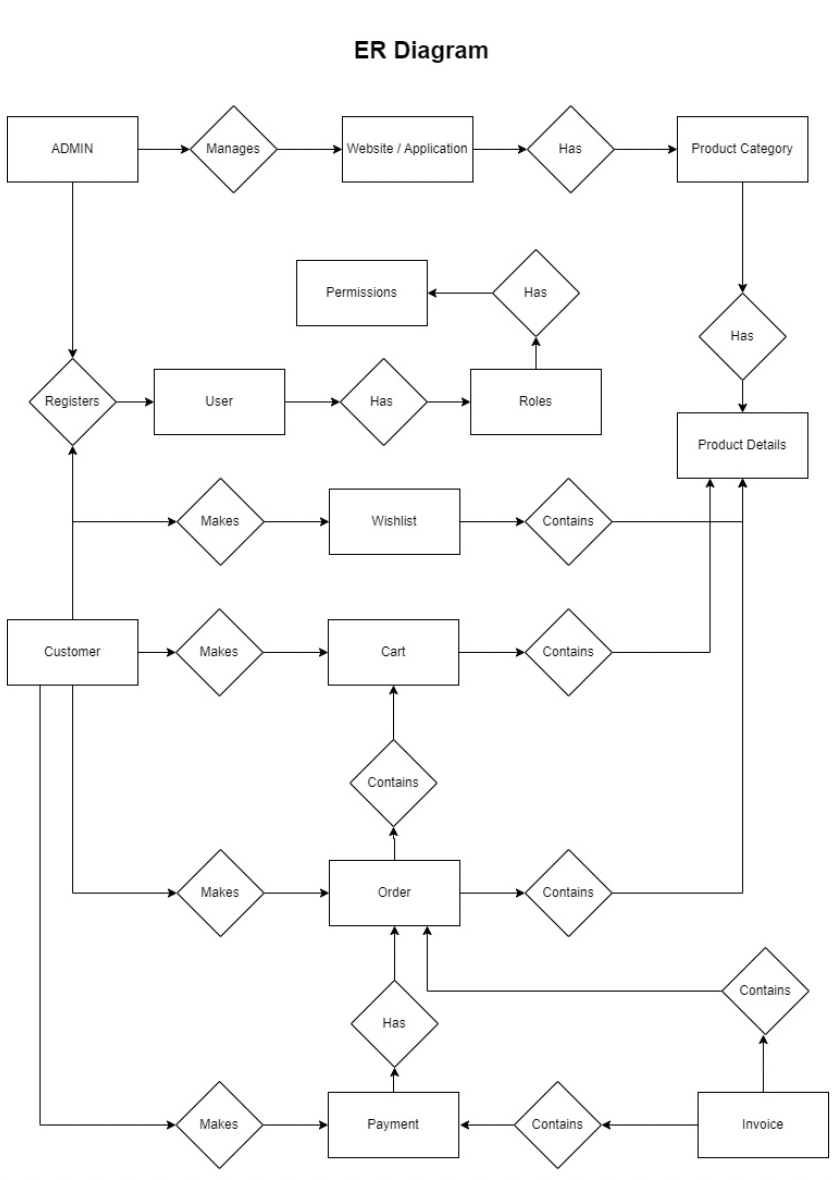 ER Diagram
ADMIN
Manages
Website / Application
Has
Product Category
Permissions
Has
Has
Registers
User
Has
Roles
Product Details
Makes
Wishlist
Contains
Customer
Makes
Cart
Contains
Contains
Makes
Order
Contains
Contains
Has
Makes
Payment
Contains
Invoice